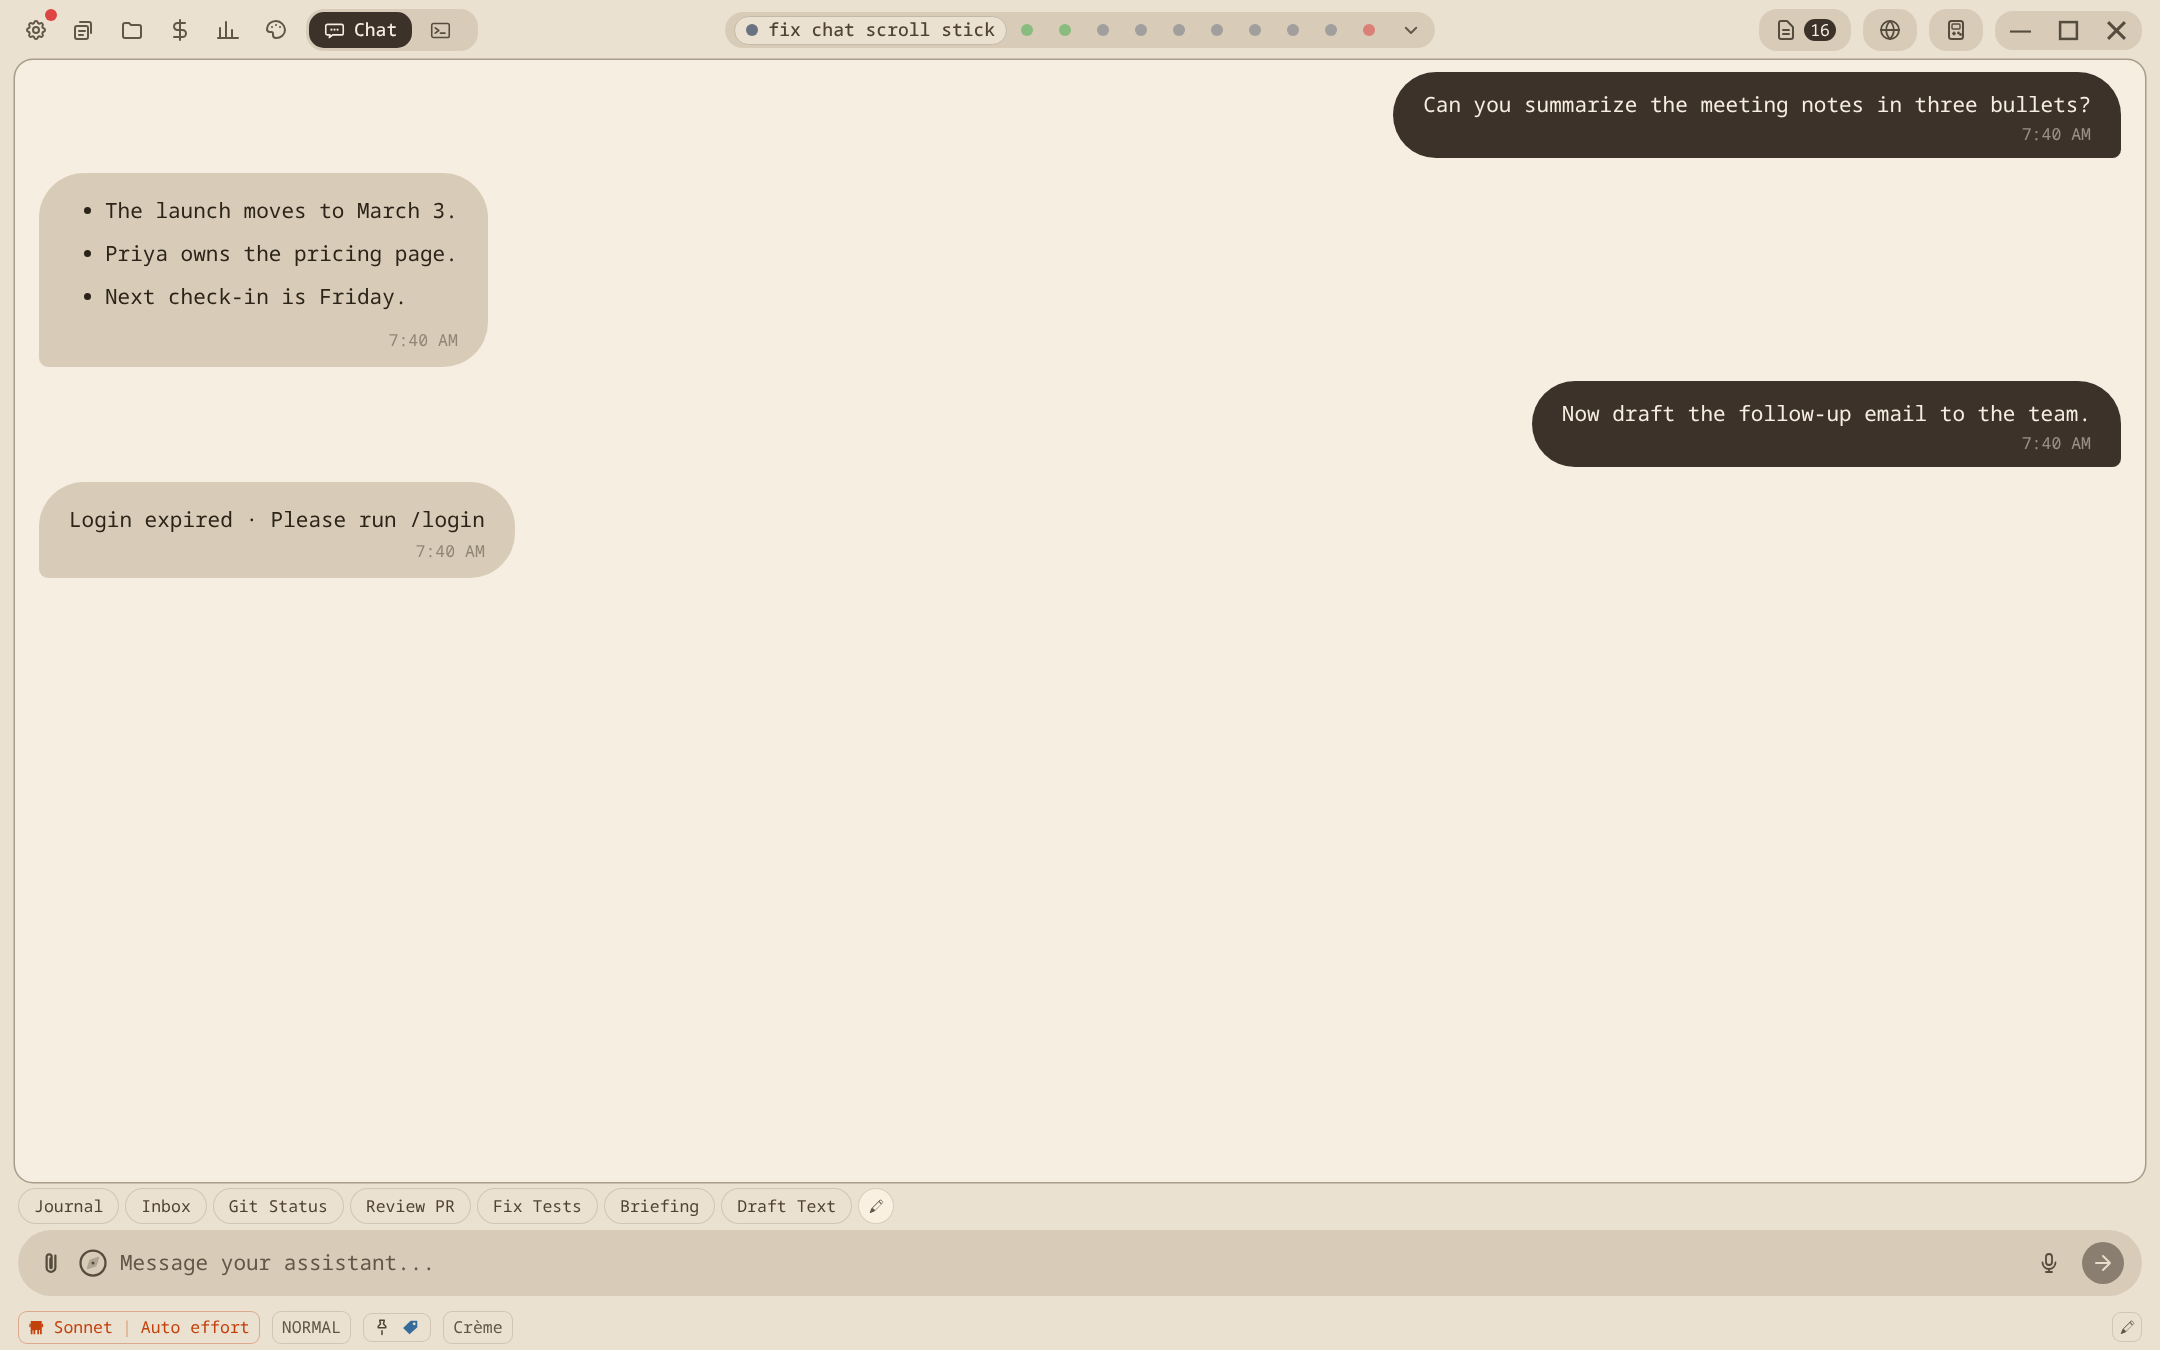 Chat
fix chat scroll stick
16
Can you summarize the meeting notes in three bullets?
7:40 AM
• The launch moves to March 3.
• Priya owns the pricing page.
• Next check-in is Friday.
7:40 AM
Now draft the follow-up email to the team.
7:40 AM
Login expired · Please run /login
7:40 AM
Journal
Inbox
Git Status
Review PR
Fix Tests
Briefing
Draft Text
Message your assistant...
Sonnet | Auto effort
NORMAL
Crème